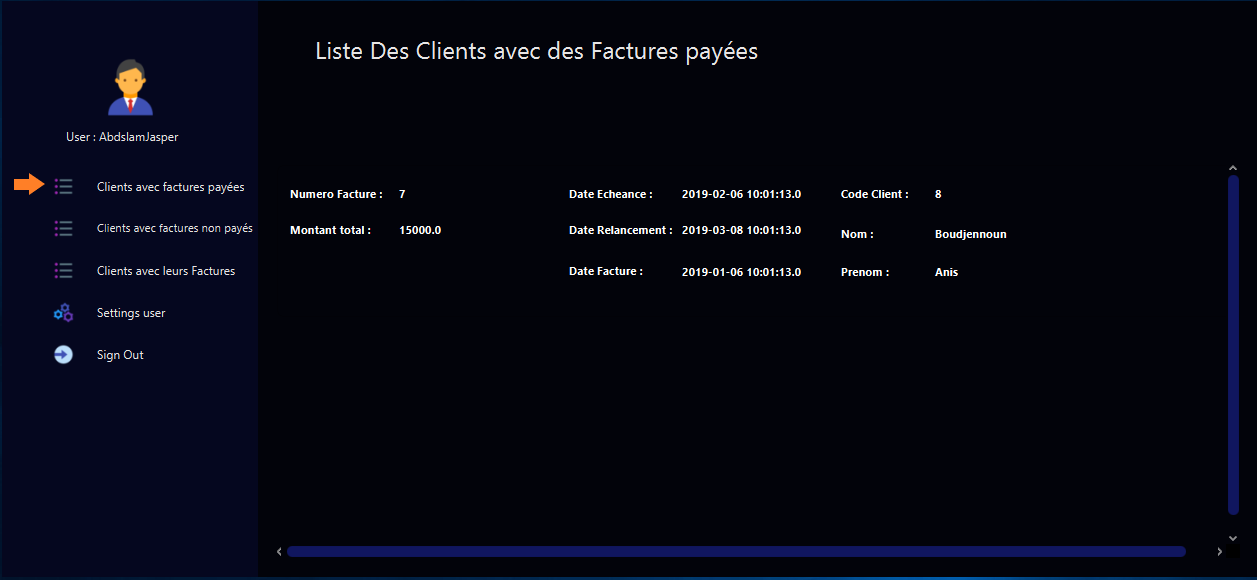 Liste Des Clients avec des Factures payées
User : AbdslamJasper
Clients avec factures payées
Clients avec factures non payés
Clients avec leurs Factures
Settings user
Sign Out
Numero Facture : 7 Date Echeance : 2019-02-06 10:01:13.0 Code Client : 8
Montant total : 15000.0 Date Relancement : 2019-03-08 10:01:13.0 Nom : Boudjennoun
Date Facture : 2019-01-06 10:01:13.0 Prenom : Anis